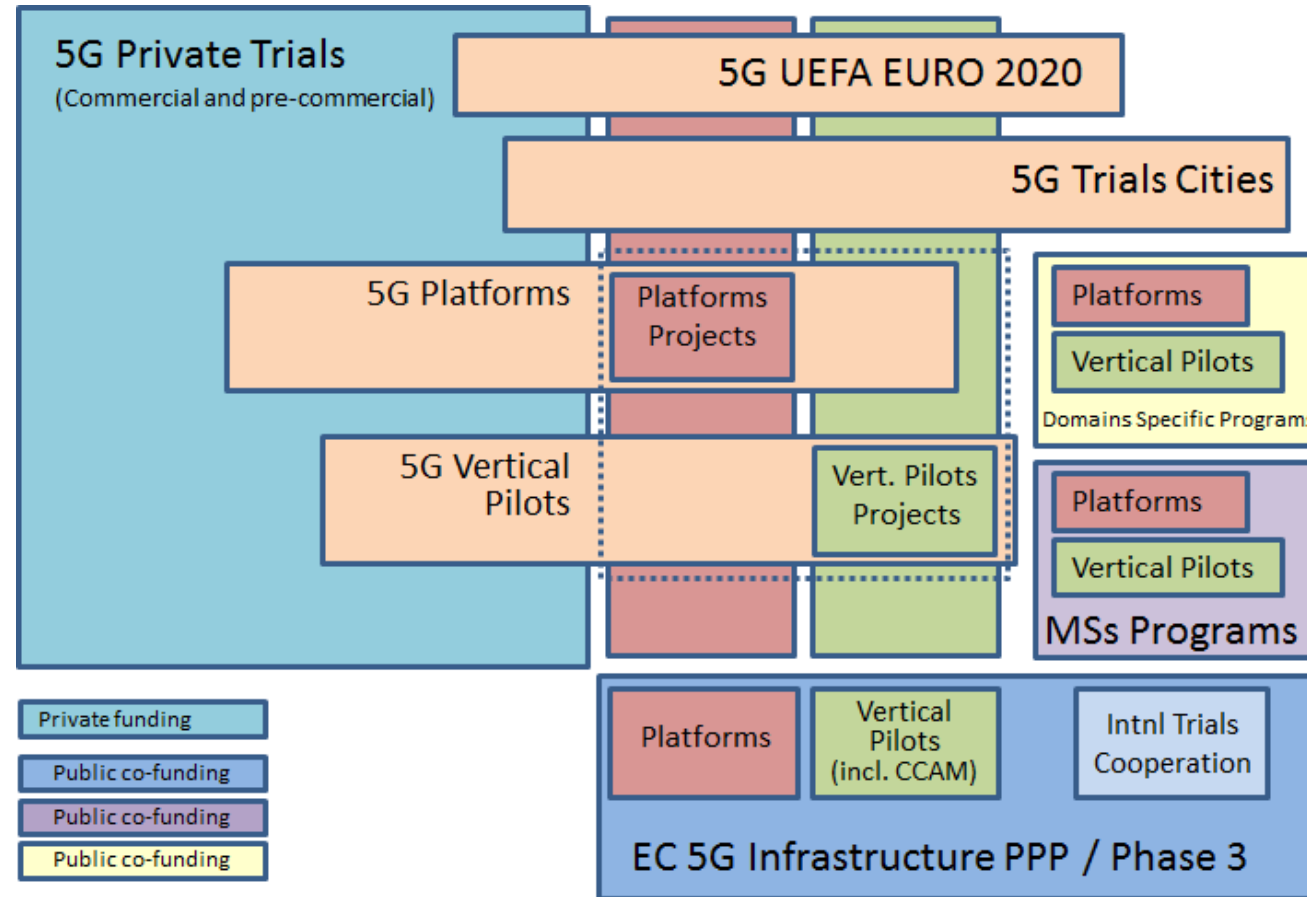 5G Private Trials
(Commercial and pre-commercial)
5G UEFA EURO 2020
5G Trials Cities
5G Platforms
Platforms
Projects
Platforms
Vertical Pilots
Domains Specific Programs
5G Vertical
Pilots
Vert. Pilots
Projects
Platforms
Vertical Pilots
MSs Programs
Private funding
Public co-funding
Public co-funding
Public co-funding
Platforms
Vertical
Pilots
(incl. CCAM)
Intnl Trials
Cooperation
EC 5G Infrastructure PPP / Phase 3